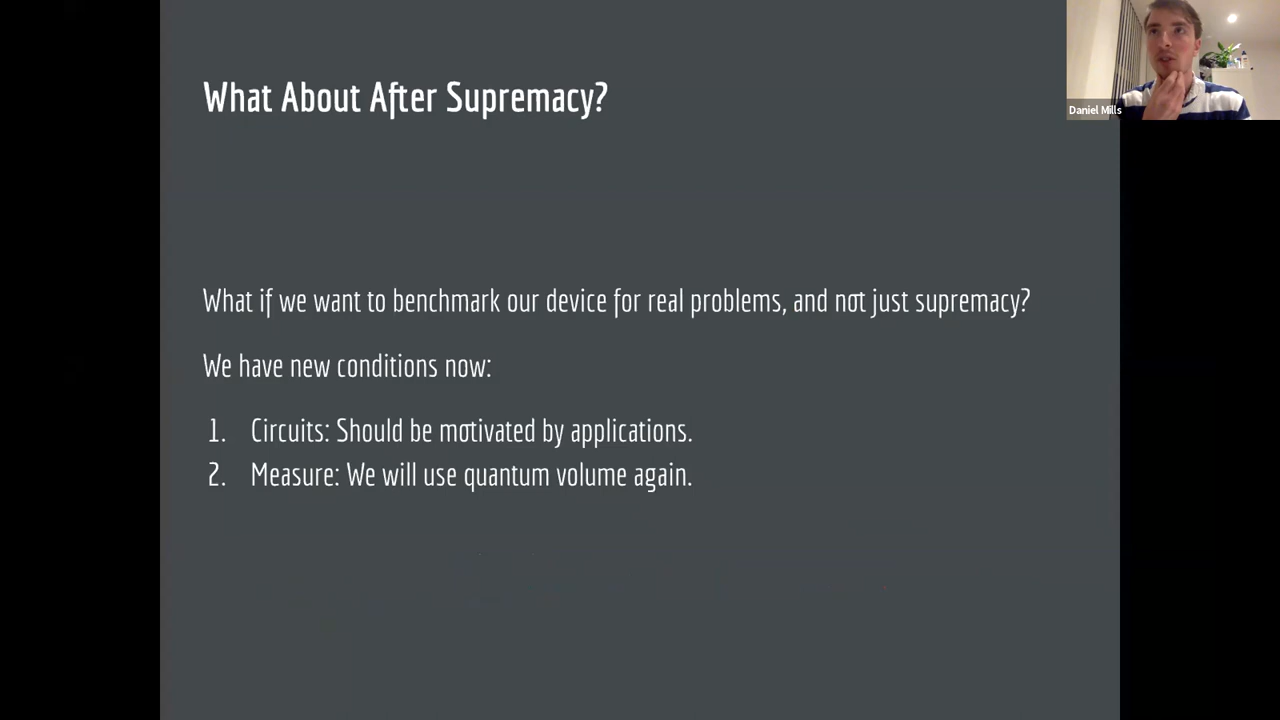 What About After Supremacy?
Daniel Mills
What if we want to benchmark our device for real problems, and not just supremacy?
We have new conditions now:
1. Circuits: Should be motivated by applications.
2. Measure: We will use quantum volume again.